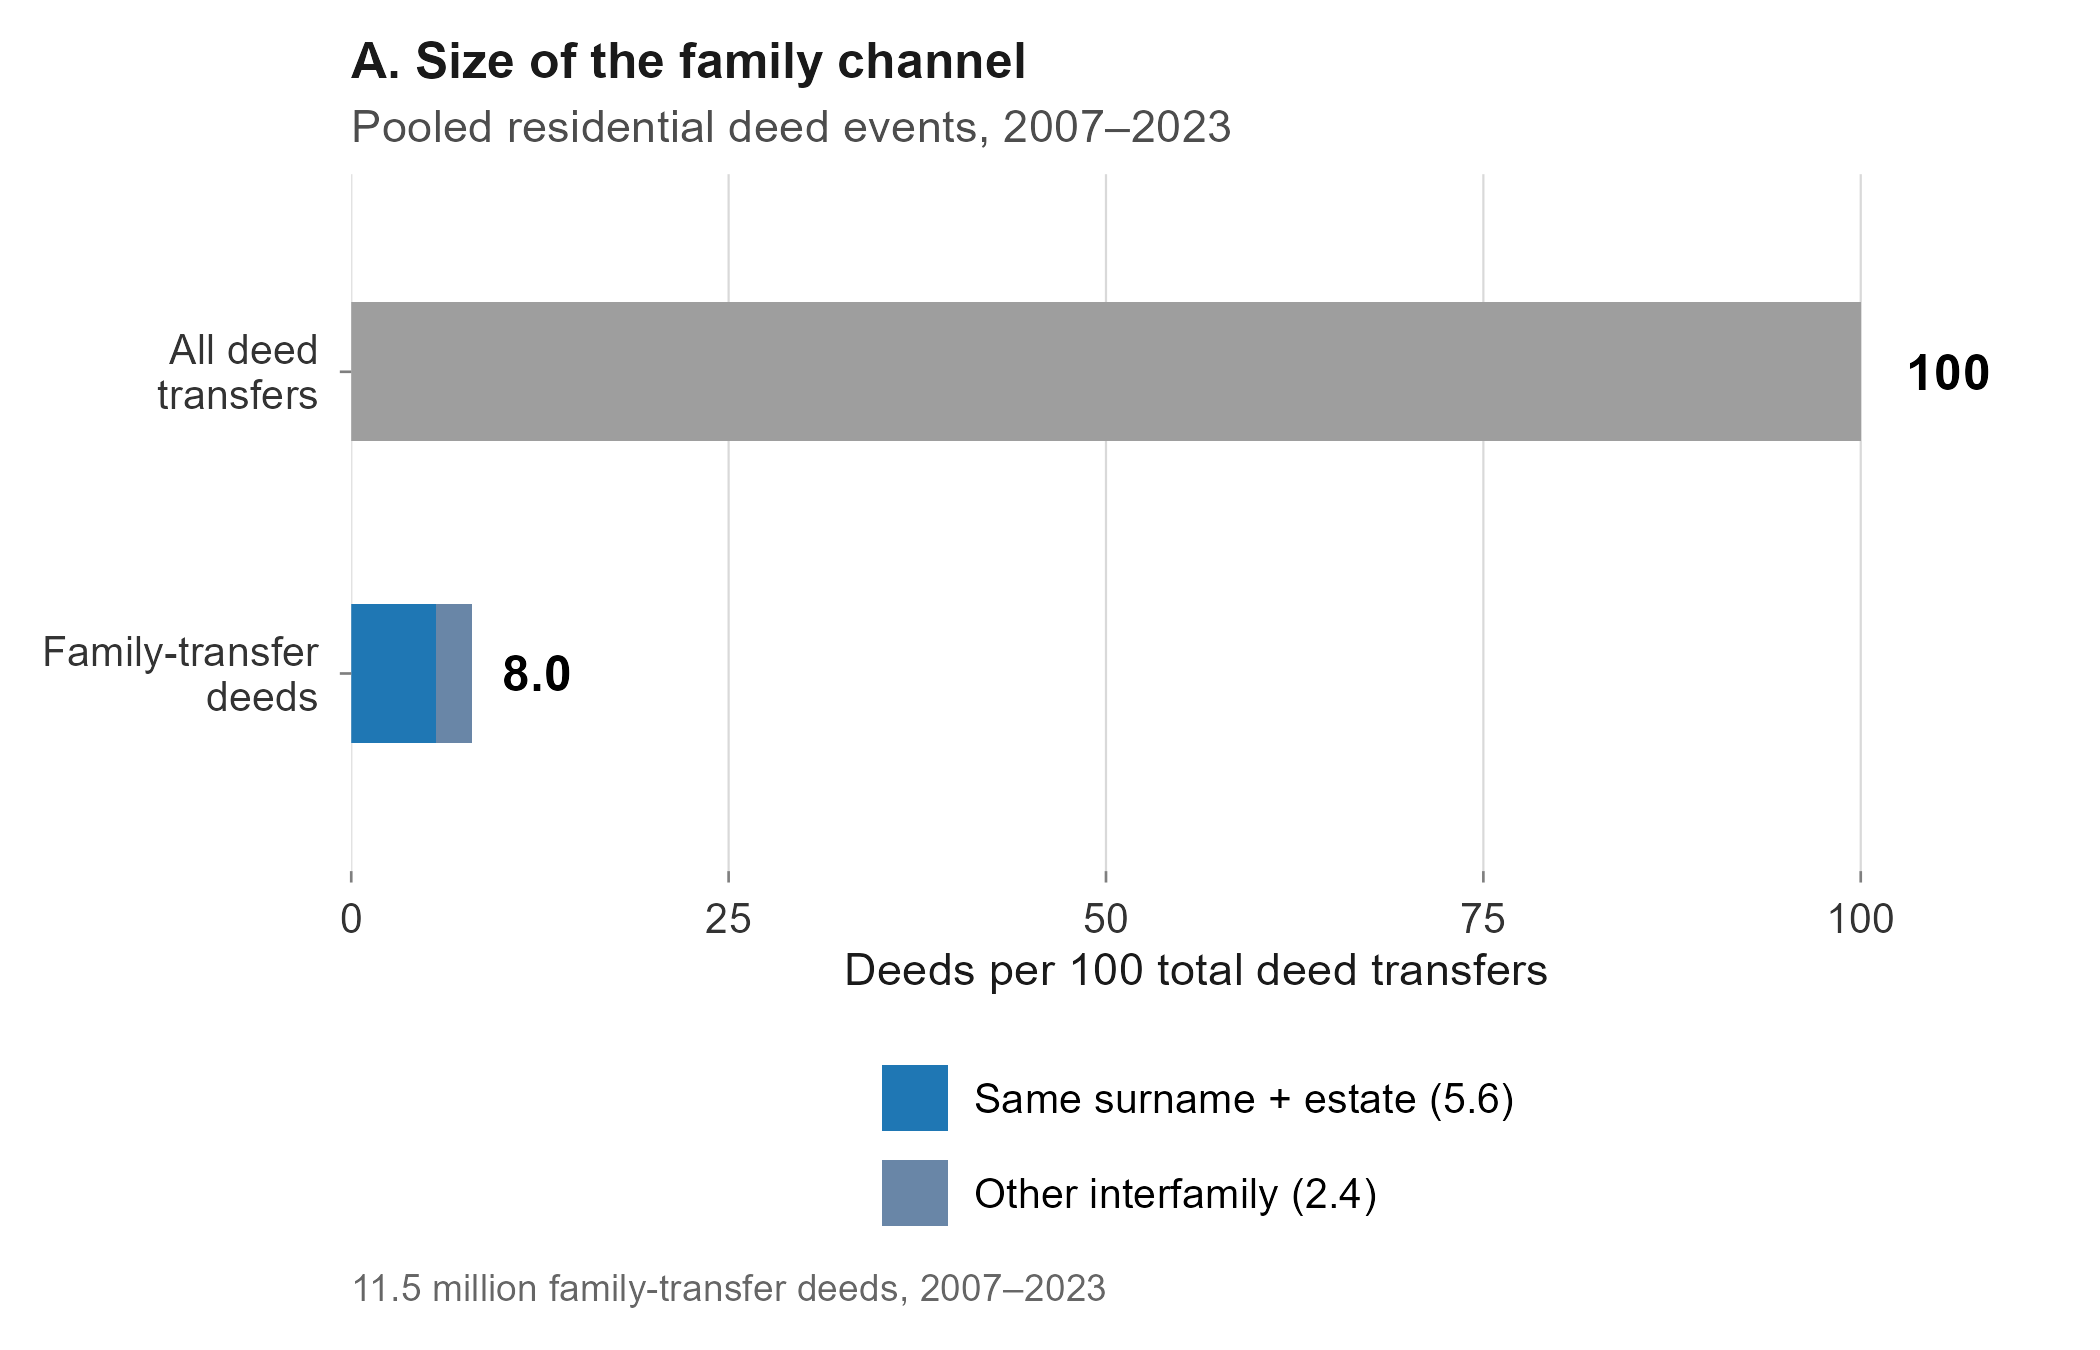 A. Size of the family channel
Pooled residential deed events, 2007–2023
All deed
transfers
100
Family-transfer
deeds
8.0
0 25 50 75 100
Deeds per 100 total deed transfers
Same surname + estate (5.6)
Other interfamily (2.4)
11.5 million family-transfer deeds, 2007–2023